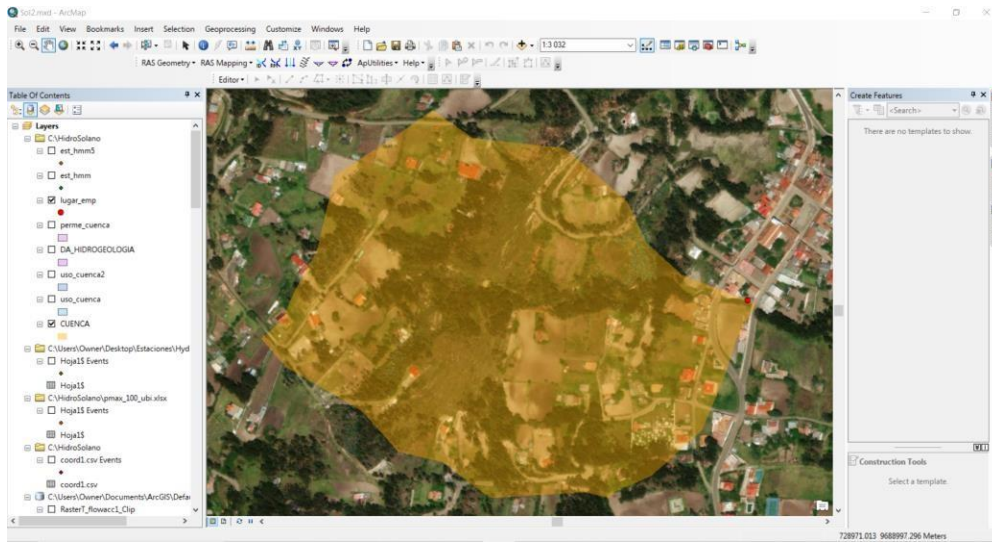 Sol2.mxd - ArcMap
File Edit View Bookmarks Insert Selection Geoprocessing Customize Windows Help
1:3 032
RAS Geometry RAS Mapping ApUtilities Help
Editor
Table Of Contents
Create Features
<Search>
There are no templates to show.
Layers
C:\HidroSolano
est_hmm5
est_hmm
lugar_emp
perme_cuenca
DA_HIDROGEOLOGIA
uso_cuenca2
uso_cuenca
CUENCA
C:\Users\Owner\Desktop\Estaciones\Hyd
Hoja1$ Events
Hoja1$
C:\HidroSolano\pmax_100_ubi.xlsx
Hoja1$ Events
Hoja1$
C:\HidroSolano
coord1.csv Events
coord1.csv
C:\Users\Owner\Documents\ArcGIS\Defau
RasterT_flowacc1_Clip
Construction Tools
Select a template.
728971.013 9688997.296 Meters